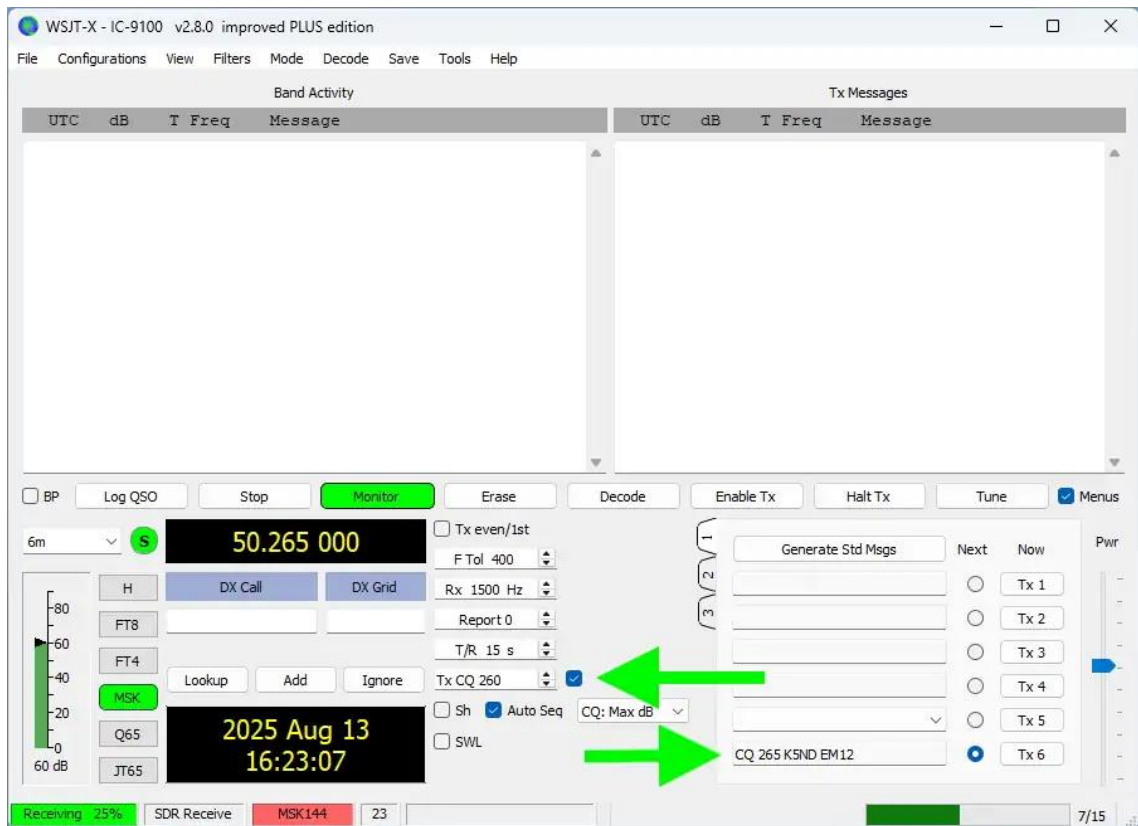 WSJT-X - IC-9100 v2.8.0 improved PLUS edition
File Configurations View Filters Mode Decode Save Tools Help
Band Activity
Tx Messages
UTC dB T Freq Message
UTC dB T Freq Message
BP Log QSO Stop Monitor Erase Decode Enable Tx Halt Tx Tune Menus
6m S 50.265 000
Tx even/1st
F Tol 400
Rx 1500 Hz
Report 0
T/R 15 s
Tx CQ 260
Sh Auto Seq CQ: Max dB
SWL
DX Call DX Grid
Lookup Add Ignore
2025 Aug 13
16:23:07
-80
-60
-40
-20
-0
60 dB
H
FT8
FT4
MSK
Q65
JT65
1
2
3
Generate Std Msgs Next Now
Tx 1
Tx 2
Tx 3
Tx 4
Tx 5
CQ 265 K5ND EM12 Tx 6
Pwr
Receiving 25% SDR Receive MSK144 23 7/15